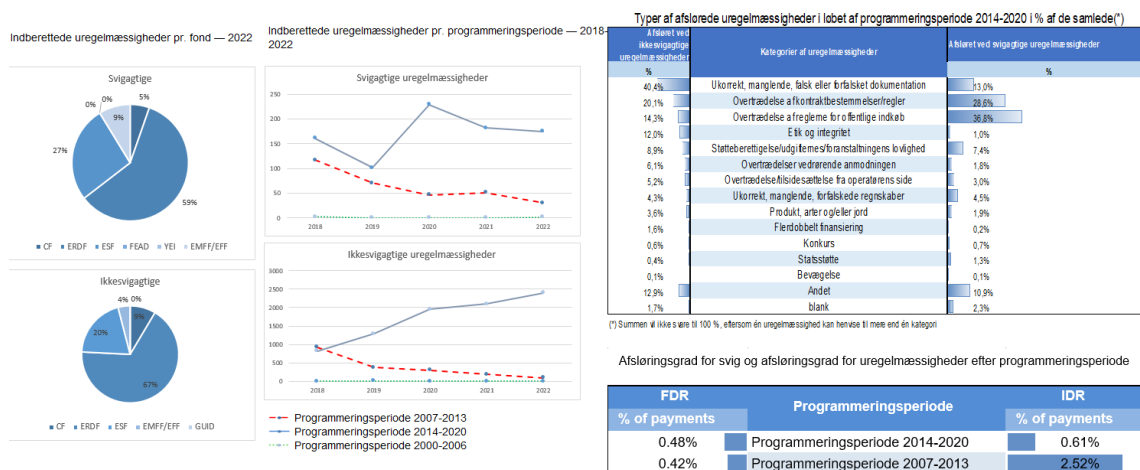 Indberettede uregelmæssigheder pr. fond — 2022
Svigagtige
0%
0%
5%
9%
27%
59%
CF ERDF ESF FEAD YEI EMFF/EFF
Ikkesvigagtige
4%
0%
9%
20%
67%
CF ERDF ESF EMFF/EFF GUID
Indberettede uregelmæssigheder pr. programmeringsperiode — 2018-
2022
Svigagtige uregelmæssigheder
250
200
150
100
50
0
2018 2019 2020 2021 2022
Ikkesvigagtige uregelmæssigheder
3000
2500
2000
1500
1000
500
0
2018 2019 2020 2021 2022
Programmeringsperiode 2007-2013
Programmeringsperiode 2014-2020
Programmeringsperiode 2000-2006
Typer af afslørede uregelmæssigheder i løbet af programmeringsperiode 2014-2020 i % af de samlede(*)
Afsløret ved
ikkesvigagtige
uregelmæssigheder
Kategorier af uregelmæssigheder
Afsløret ved svigagtige uregelmæssigheder
% %
40,4% Ukorrekt, manglende, falsk eller forfalsket dokumentation 13,0%
20,1% Overtrædelse af kontraktbestemmelser/regler 28,6%
14,3% Overtrædelse af reglerne for offentlige indkøb 36,8%
12,0% Etik og integritet 1,0%
8,9% Støtteberettigelse/udgifternes/foranstaltningens lovlighed 7,4%
6,1% Overtrædelser vedrørende anmodningen 1,8%
5,2% Overtrædelse/tilsidesættelse fra operatørens side 3,0%
4,3% Ukorrekt, manglende, forfalskede regnskaber 4,5%
3,6% Produkt, arter og/eller jord 1,9%
1,6% Flerdobbelt finansiering 0,2%
0,6% Konkurs 0,7%
0,4% Statsstøtte 1,3%
0,1% Bevægelse 0,1%
12,9% Andet 10,9%
1,7% blank 2,3%
(*) Summen vil ikke svare til 100 %, eftersom én uregelmæssighed kan henvise til mere end én kategori
Afsløringsgrad for svig og afsløringsgrad for uregelmæssigheder efter programmeringsperiode
FDR Programmeringsperiode IDR
% of payments % of payments
0.48% Programmeringsperiode 2014-2020 0.61%
0.42% Programmeringsperiode 2007-2013 2.52%